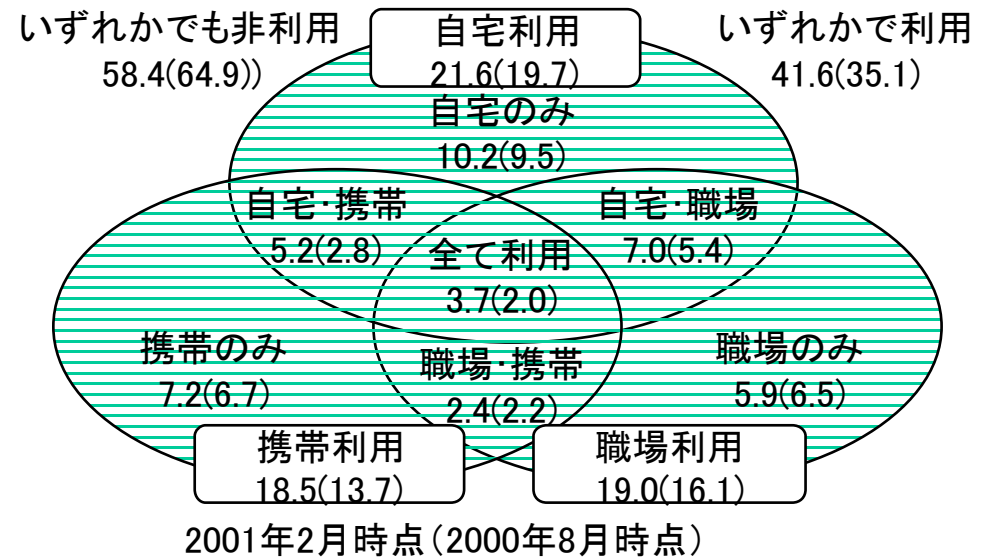 いずれかでも非利用
58.4(64.9))
自宅利用
21.6(19.7)
いずれかで利用
41.6(35.1)
自宅のみ
10.2(9.5)
自宅･携帯
5.2(2.8)
自宅･職場
7.0(5.4)
全て利用
3.7(2.0)
携帯のみ
7.2(6.7)
職場･携帯
2.4(2.2)
職場のみ
5.9(6.5)
携帯利用
18.5(13.7)
職場利用
19.0(16.1)
2001年2月時点（2000年8月時点）